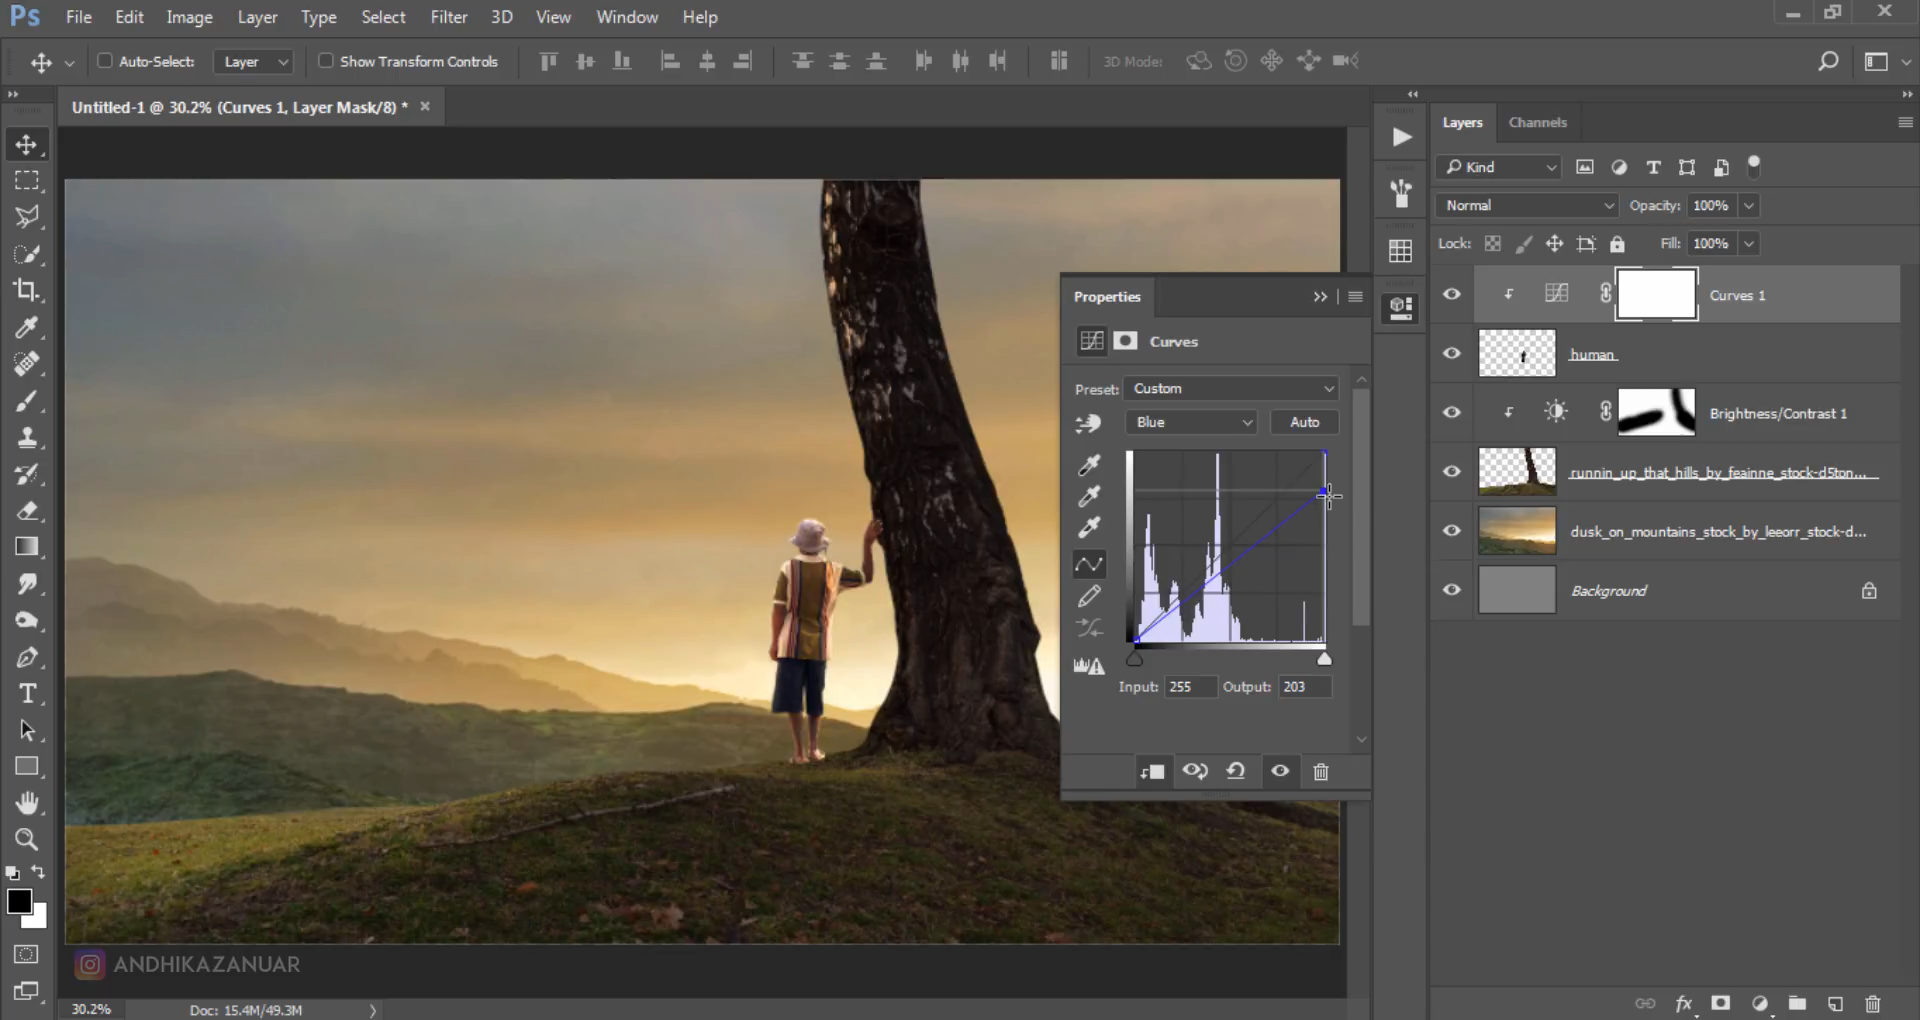 Ps File Edit Image Layer Type Select Filter 3D View Window Help
Auto-Select: Layer Show Transform Controls 3D Mode:
Untitled-1 @ 30.2% (Curves 1, Layer Mask/8) *
Layers Channels
Kind
Normal Opacity: 100%
Lock: Fill: 100%
Curves 1
human
Brightness/Contrast 1
runnin_up_that_hills_by_feainne_stock-d5ton...
dusk_on_mountains_stock_by_leeorr_stock-d...
Background
Properties
Curves
Preset: Custom
Blue Auto
Input: 255 Output: 203
T
ANDHIKAZANUAR
30.2% Doc: 15.4M/49.3M
fx